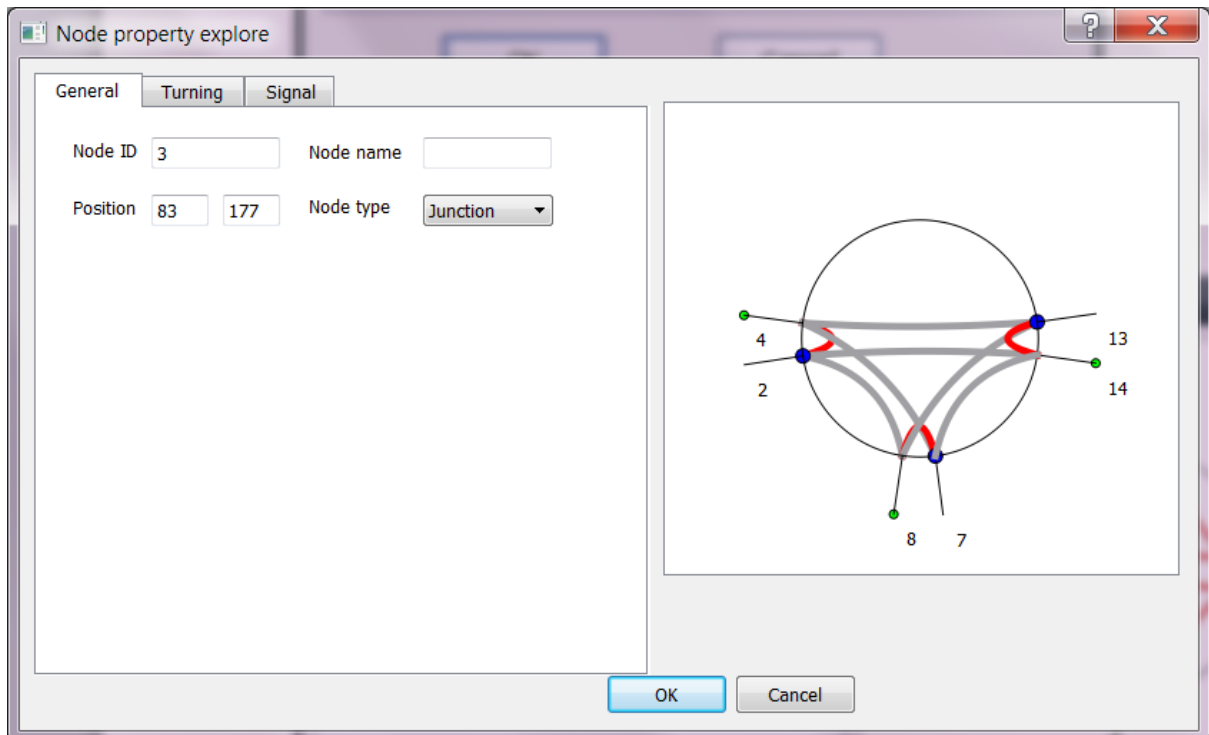 Node property explore
General Turning Signal
Node ID 3 Node name
Position 83 177 Node type Junction
4 13
2 14
8 7
OK Cancel